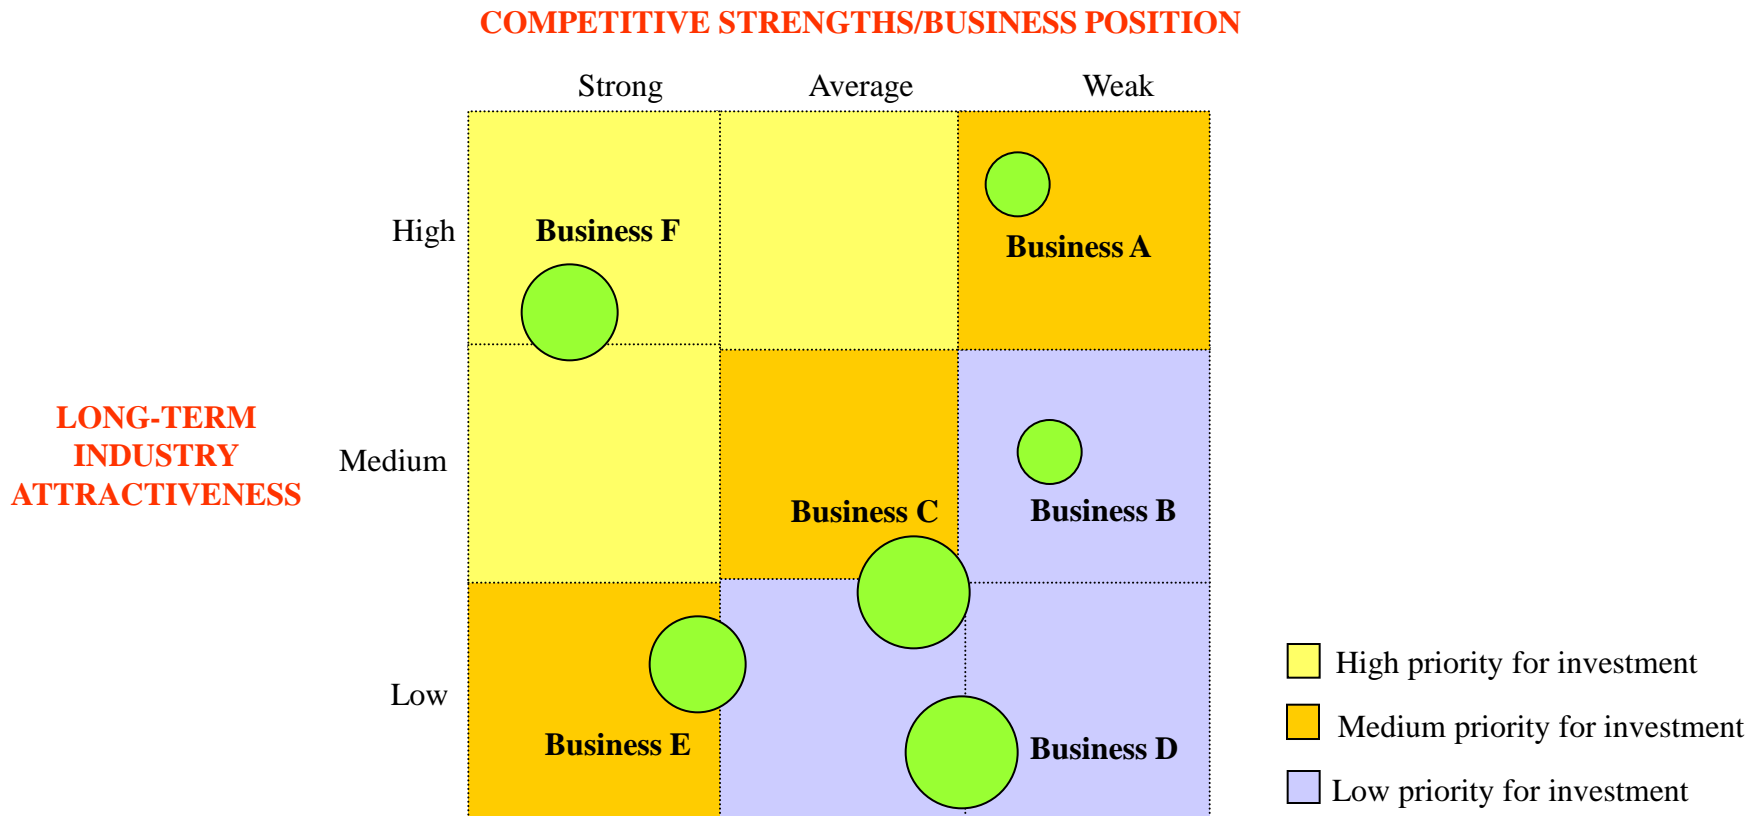 COMPETITIVE STRENGTHS/BUSINESS POSITION
Strong
Average
Weak
High
Business F
Business A
LONG-TERM
INDUSTRY
ATTRACTIVENESS
Medium
Business C
Business B
Low
Business E
Business D
High priority for investment
Medium priority for investment
Low priority for investment